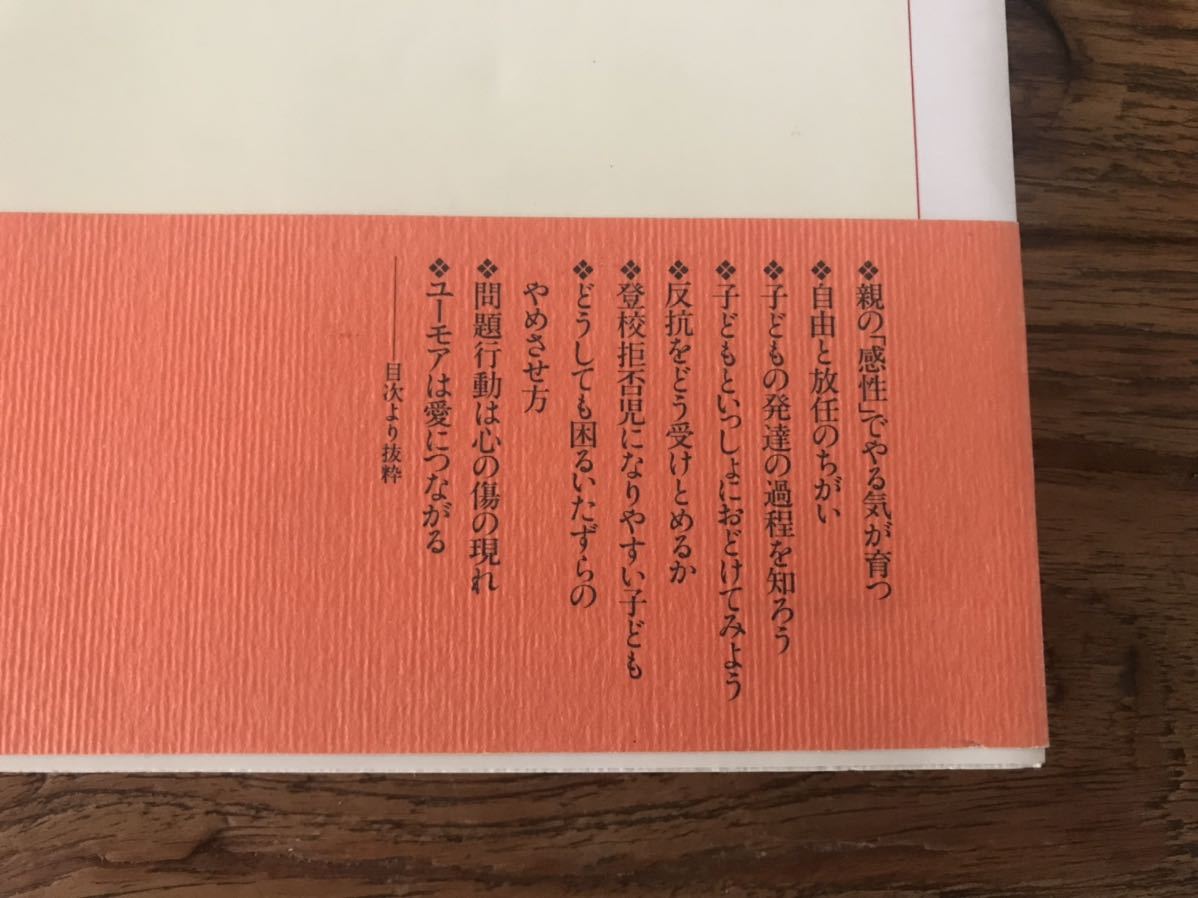 ❖親の「感性」でやる気が育つ
❖自由と放任のちがい
❖子どもの発達の過程を知ろう
❖子どもといっしょにおどけてみよう
❖反抗をどう受けとめるか
❖登校拒否児になりやすい子ども
❖どうしても困るいたずらの
やめさせ方
❖問題行動は心の傷の現れ
❖ユーモアは愛につながる
――目次より抜粋